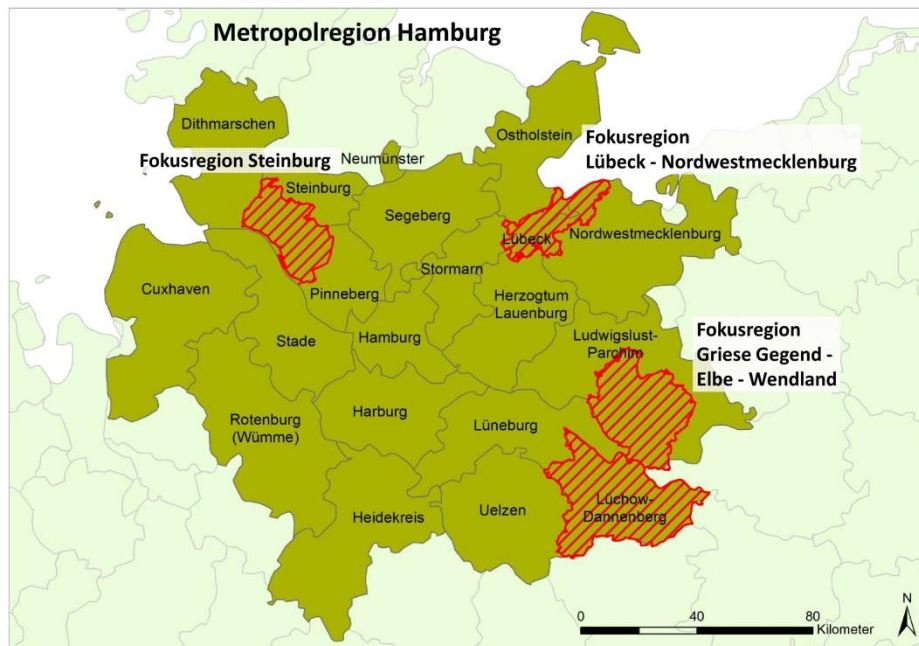 Metropolregion Hamburg
Dithmarschen
Ostholstein
Fokusregion
Lübeck - Nordwestmecklenburg
Neumünster
Fokusregion Steinburg
Steinburg
Segeberg
Lübeck
Nordwestmecklenburg
Stormarn
Cuxhaven
Pinneberg
Herzogtum
Lauenburg
Stade
Hamburg
Ludwigslust-
Parchim
Fokusregion
Griese Gegend -
Elbe - Wendland
Harburg
Rotenburg
(Wümme)
Lüneburg
Lüchow-
Dannenberg
Uelzen
Heidekreis
N
0 40 80
Kilometer